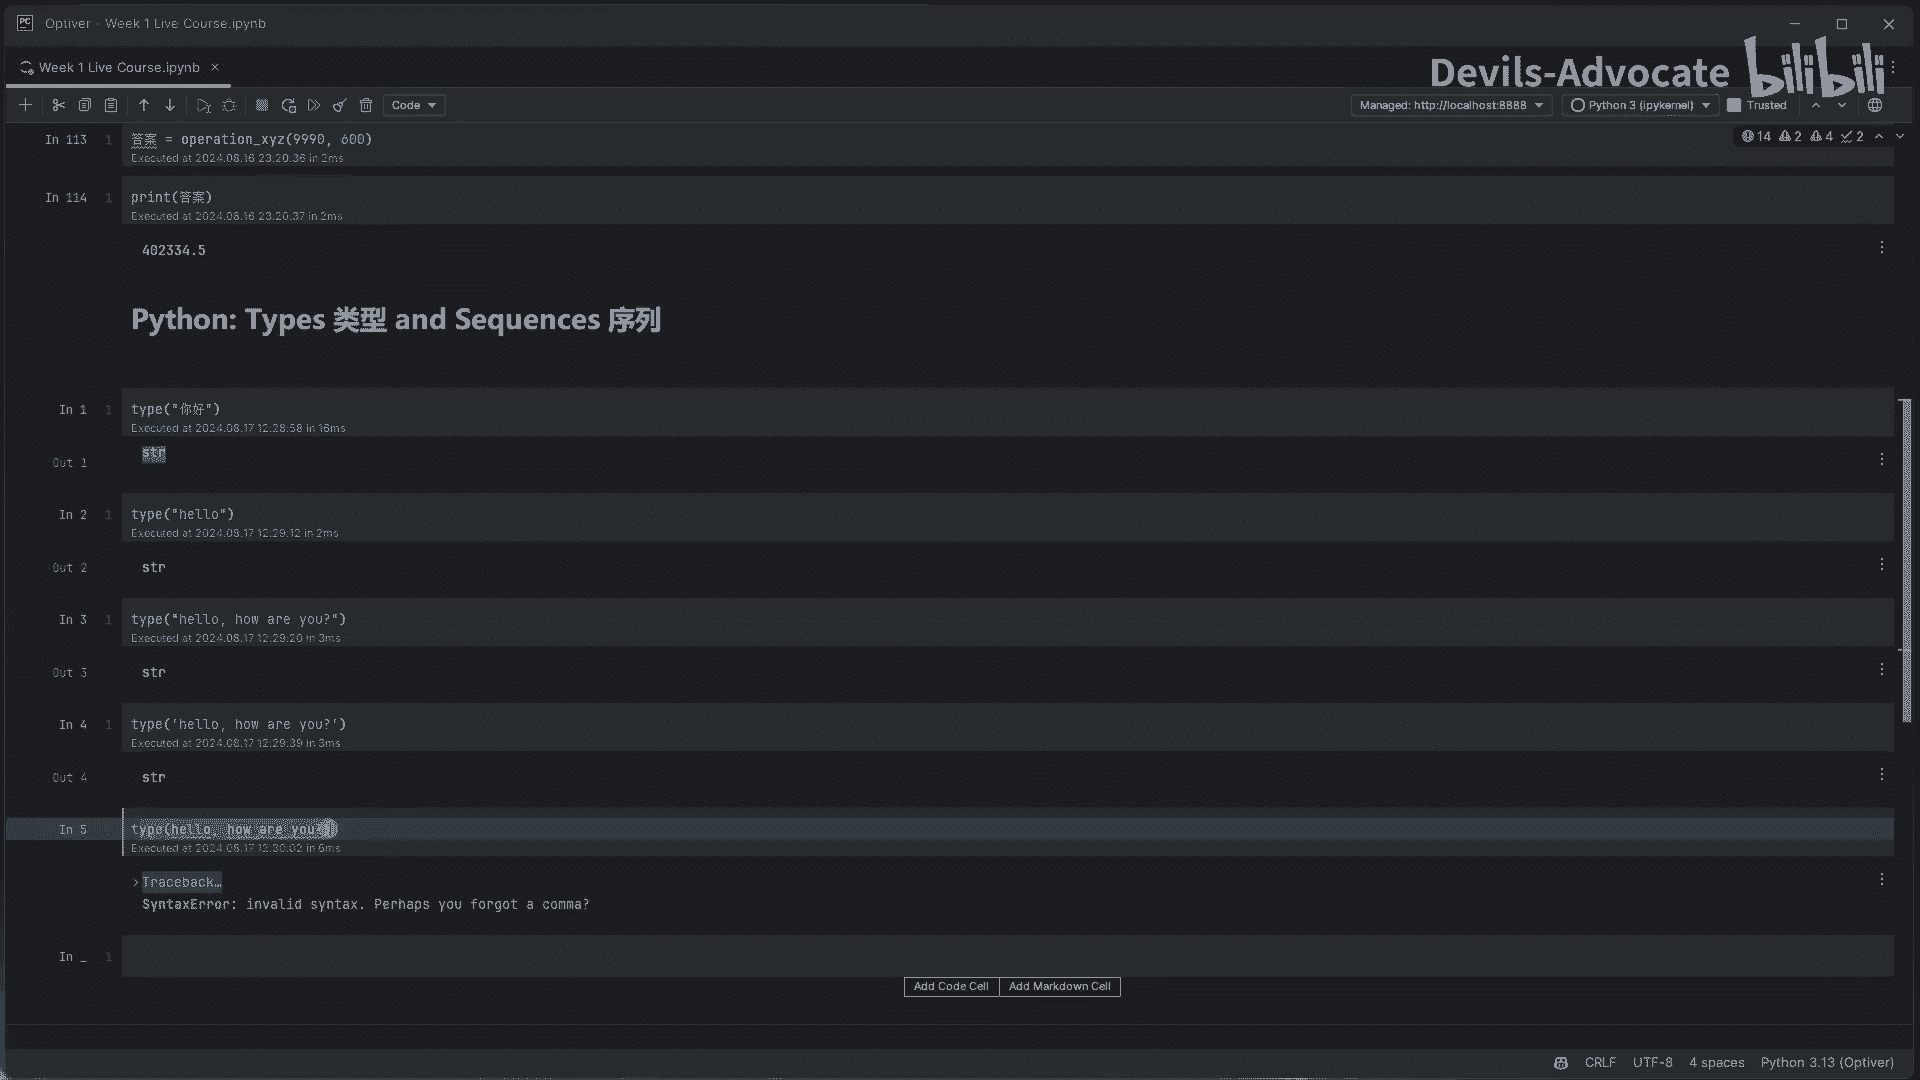 PC Optiver – Week 1 Live Course.ipynb
Week 1 Live Course.ipynb
Devils-Advocate bilibili
Code
Managed: http://localhost:8888 Python 3 (ipykernel) Trusted
14 2 4 2
In 113 1 答案 = operation_xyz(9990, 600)
Executed at 2024.08.16 23:20:36 in 2ms
In 114 1 print(答案)
Executed at 2024.08.16 23:20:37 in 2ms
402334.5
Python: Types 类型 and Sequences 序列
In 1 1 type("你好")
Executed at 2024.08.17 12:28:58 in 16ms
Out 1 str
In 2 1 type("hello")
Executed at 2024.08.17 12:29:12 in 2ms
Out 2 str
In 3 1 type("hello, how are you?")
Executed at 2024.08.17 12:29:20 in 3ms
Out 3 str
In 4 1 type('hello, how are you?')
Executed at 2024.08.17 12:29:39 in 3ms
Out 4 str
In 5 1 type(hello, how are you?)
Executed at 2024.08.17 12:30:02 in 6ms
Traceback…
SyntaxError: invalid syntax. Perhaps you forgot a comma?
In _ 1
Add Code Cell Add Markdown Cell
CRLF UTF-8 4 spaces Python 3.13 (Optiver)